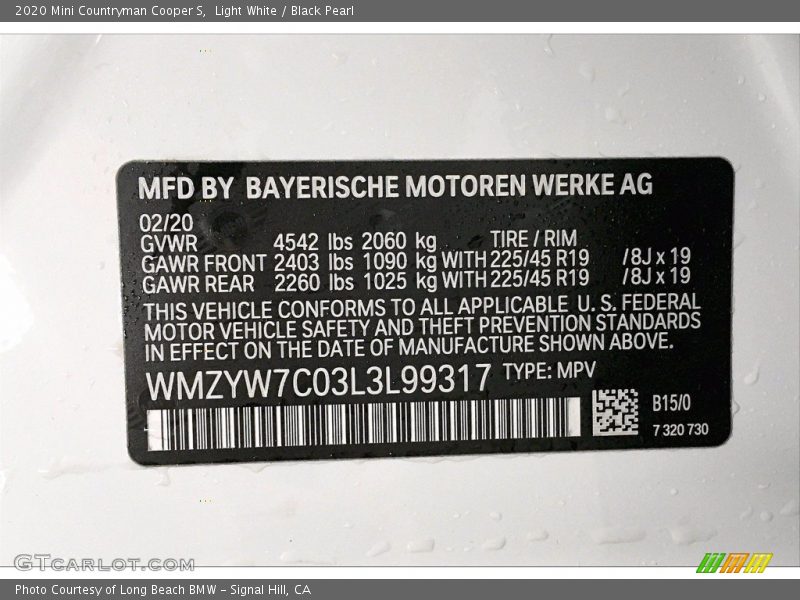 2020 Mini Countryman Cooper S,  Light White / Black Pearl
MFD BY BAYERISCHE MOTOREN WERKE AG
02/20
GVWR 4542 lbs 2060 kg TIRE / RIM
GAWR FRONT 2403 lbs 1090 kg WITH 225/45 R19 /8J x 19
GAWR REAR 2260 lbs 1025 kg WITH 225/45 R19 /8J x 19
THIS VEHICLE CONFORMS TO ALL APPLICABLE U. S. FEDERAL
MOTOR VEHICLE SAFETY AND THEFT PREVENTION STANDARDS
IN EFFECT ON THE DATE OF MANUFACTURE SHOWN ABOVE.
WMZYW7C03L3L99317 TYPE: MPV
B15/0
7 320 730
GTCARLOT.COM
Photo Courtesy of Long Beach BMW – Signal Hill, CA